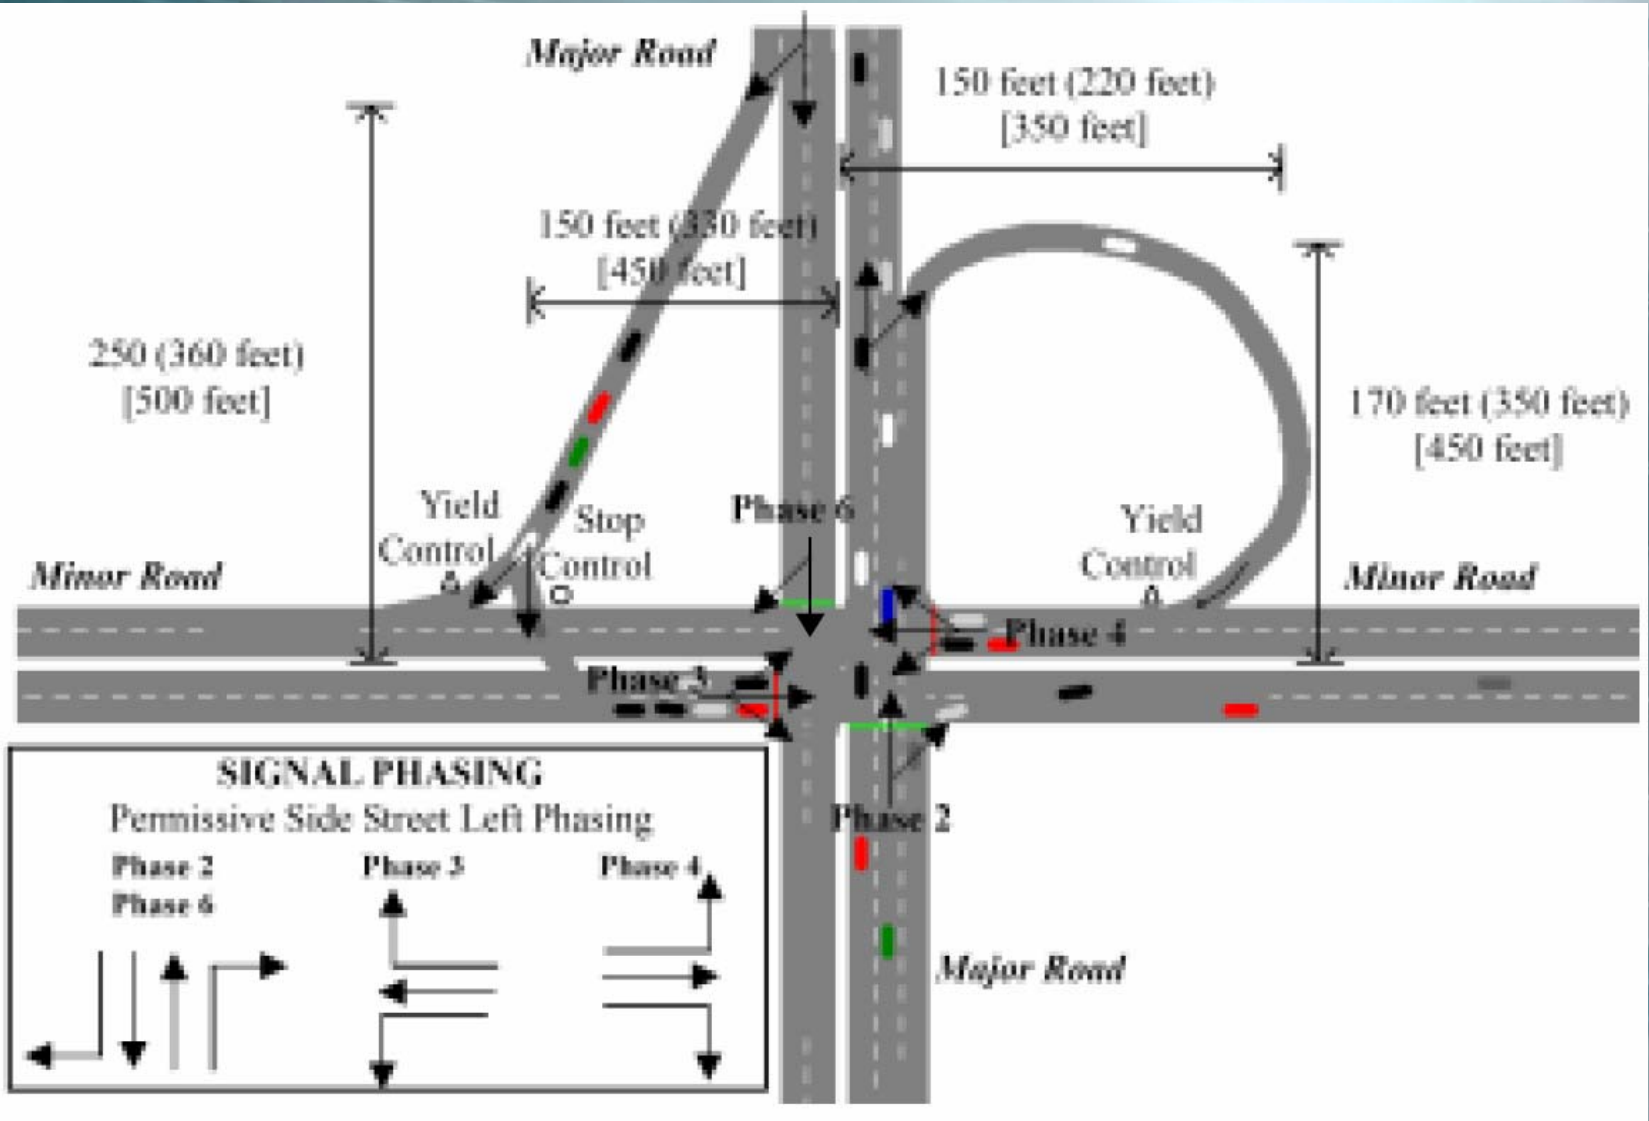 Major Road
150 feet (220 feet)
[350 feet]
150 feet (330 feet)
[450 feet]
250 (360 feet)
[500 feet]
170 feet (350 feet)
[450 feet]
Yield
Control
Stop
Control
Phase 6
Yield
Control
Minor Road
Minor Road
Phase 4
Phase 3
Phase 2
Major Road
SIGNAL PHASING
Permissive Side Street Left Phasing
Phase 2
Phase 6
Phase 3
Phase 4